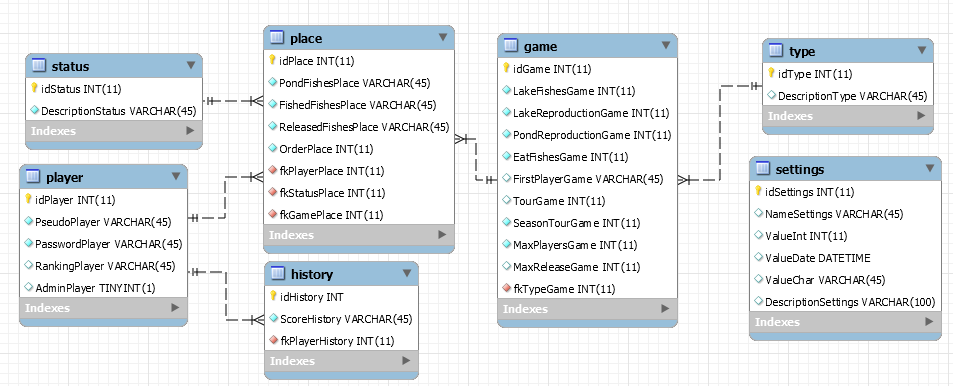 status
idStatus INT(11)
DescriptionStatus VARCHAR(45)
Indexes
player
idPlayer INT(11)
PseudoPlayer VARCHAR(45)
PasswordPlayer VARCHAR(45)
RankingPlayer VARCHAR(45)
AdminPlayer TINYINT(1)
Indexes
place
idPlace INT(11)
PondFishesPlace VARCHAR(45)
FishedFishesPlace VARCHAR(45)
ReleasedFishesPlace VARCHAR(45)
OrderPlace INT(11)
fkPlayerPlace INT(11)
fkStatusPlace INT(11)
fkGamePlace INT(11)
Indexes
history
idHistory INT
ScoreHistory VARCHAR(45)
fkPlayerHistory INT(11)
Indexes
game
idGame INT(11)
LakeFishesGame INT(11)
LakeReproductionGame INT(11)
PondReproductionGame INT(11)
EatFishesGame INT(11)
FirstPlayerGame VARCHAR(45)
TourGame INT(11)
SeasonTourGame INT(11)
MaxPlayersGame INT(11)
MaxReleaseGame INT(11)
fkTypeGame INT(11)
Indexes
type
idType INT(11)
DescriptionType VARCHAR(45)
Indexes
settings
idSettings INT(11)
NameSettings VARCHAR(45)
ValueInt INT(11)
ValueDate DATETIME
ValueChar VARCHAR(45)
DescriptionSettings VARCHAR(100)
Indexes